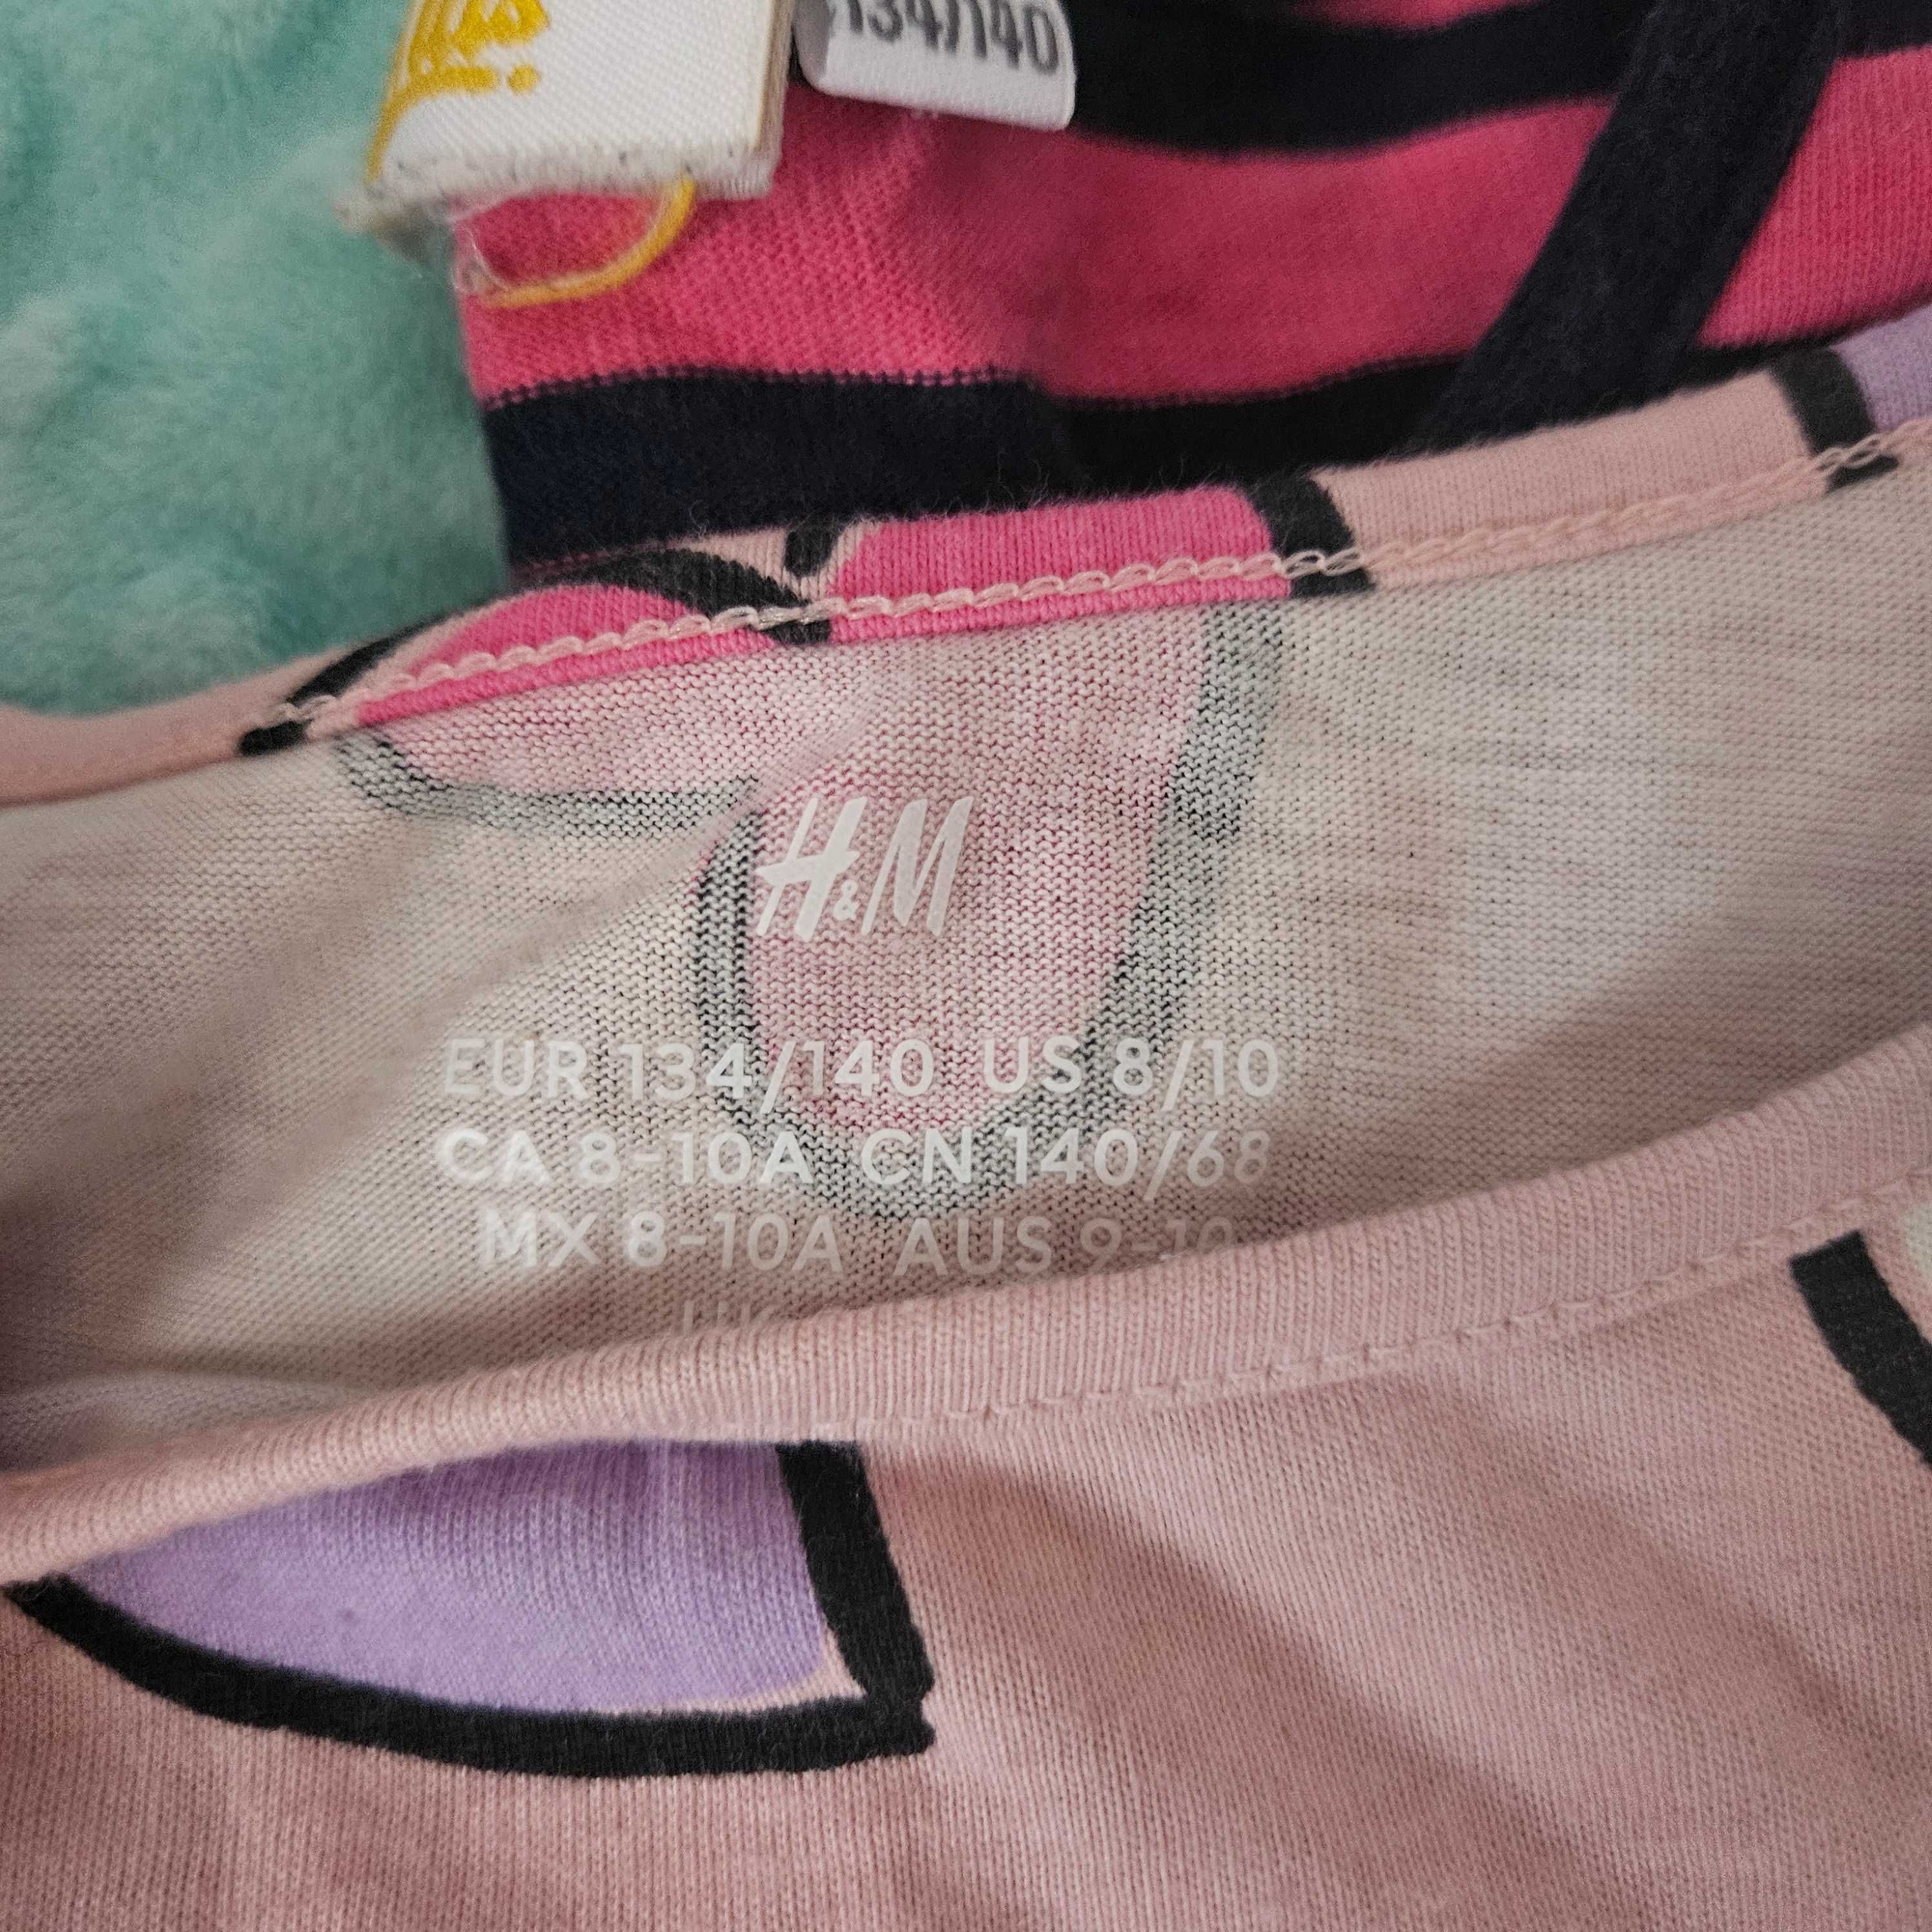 134/140
H&M
EUR 134/140 US 8/10
CA 8-10A CN 140/68
MX 8-10A AUS 9-10